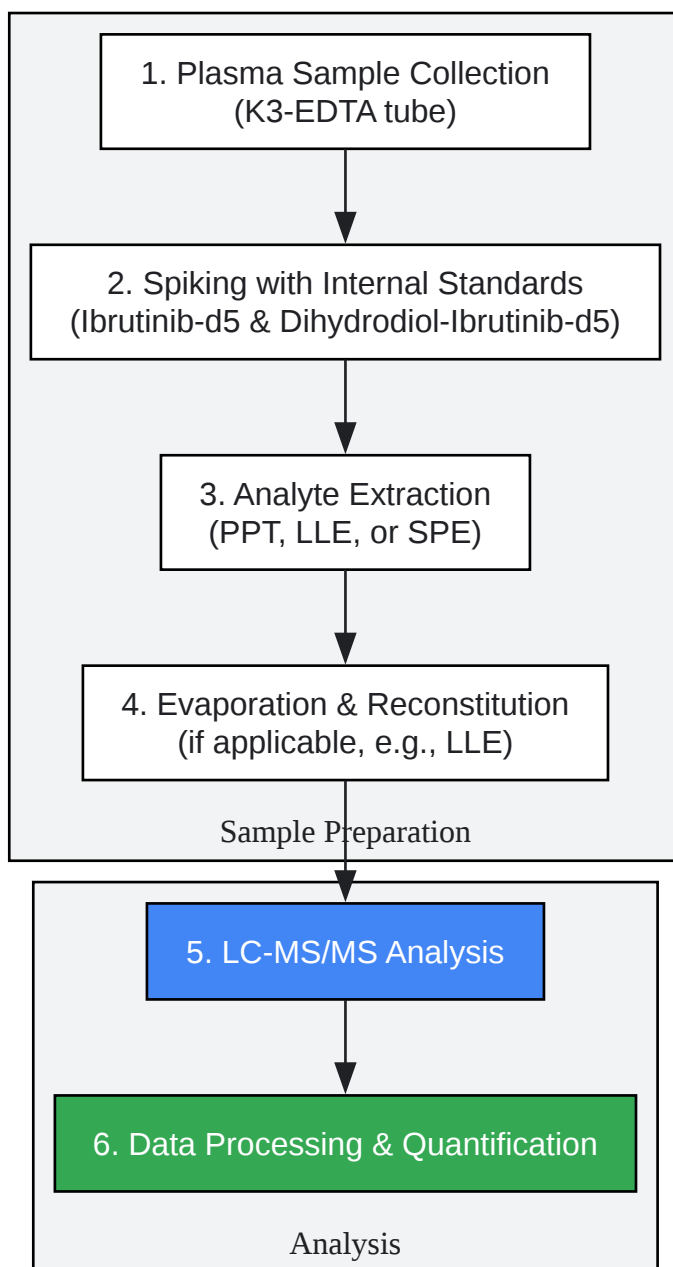 1. Plasma Sample Collection
(K3-EDTA tube)
2. Spiking with Internal Standards
(Ibrutinib-d5 & Dihydrodiol-Ibrutinib-d5)
3. Analyte Extraction
(PPT, LLE, or SPE)
4. Evaporation & Reconstitution
(if applicable, e.g., LLE)
Sample Preparation
5. LC-MS/MS Analysis
6. Data Processing & Quantification
Analysis